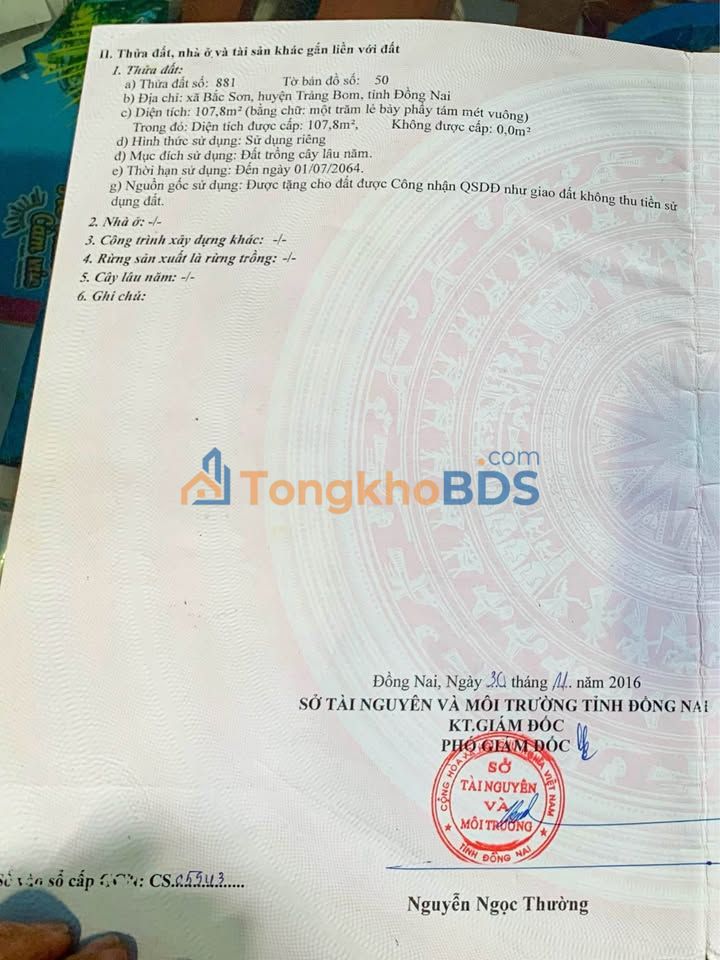 II. Thửa đất, nhà ở và tài sản khác gắn liền với đất
1. Thửa đất:
a) Thửa đất số: 881 Tờ bản đồ số: 50
b) Địa chỉ: xã Bắc Sơn, huyện Trảng Bom, tỉnh Đồng Nai
c) Diện tích: 107,8m² (bằng chữ: một trăm lẻ bảy phẩy tám mét vuông)
Trong đó: Diện tích được cấp: 107,8m², Không được cấp: 0,0m²
d) Hình thức sử dụng: Sử dụng riêng
đ) Mục đích sử dụng: Đất trồng cây lâu năm.
e) Thời hạn sử dụng: Đến ngày 01/07/2064.
g) Nguồn gốc sử dụng: Được tặng cho đất được Công nhận QSDĐ như giao đất không thu tiền sử
dụng đất.
2. Nhà ở: -/-
3. Công trình xây dựng khác: -/-
4. Rừng sản xuất là rừng trồng: -/-
5. Cây lâu năm: -/-
6. Ghi chú:
TongkhoBDS.com
Đồng Nai, Ngày 30 tháng 11. năm 2016
SỞ TÀI NGUYÊN VÀ MÔI TRƯỜNG TỈNH ĐỒNG NAI
KT.GIÁM ĐỐC
PHÓ GIÁM ĐỐC
SỞ
TÀI NGUYÊN
VÀ
MÔI TRƯỜNG
TỈNH ĐỒNG NAI
Số vào sổ cấp GCN: CS.05943
Nguyễn Ngọc Thường